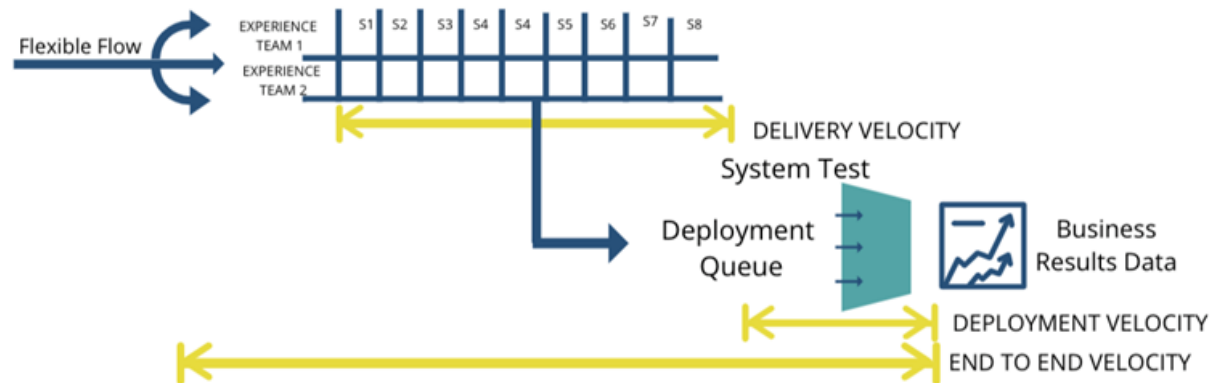 Flexible Flow
EXPERIENCE
TEAM 1
S1 S2 S3 S4 S4 S5 S6 S7 S8
EXPERIENCE
TEAM 2
DELIVERY VELOCITY
System Test
Deployment
Queue
Business
Results Data
DEPLOYMENT VELOCITY
END TO END VELOCITY